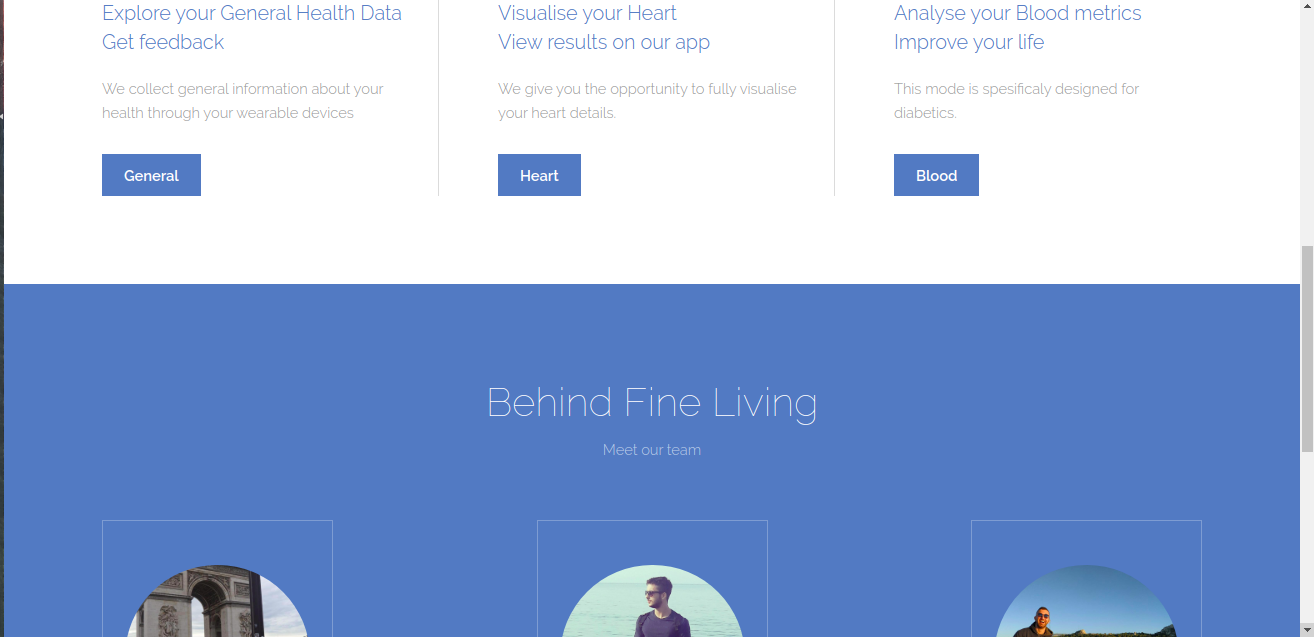 Explore your General Health Data
Get feedback
We collect general information about your
health through your wearable devices
General
Visualise your Heart
View results on our app
We give you the opportunity to fully visualise
your heart details.
Heart
Analyse your Blood metrics
Improve your life
This mode is spesificaly designed for
diabetics.
Blood
Behind Fine Living
Meet our team